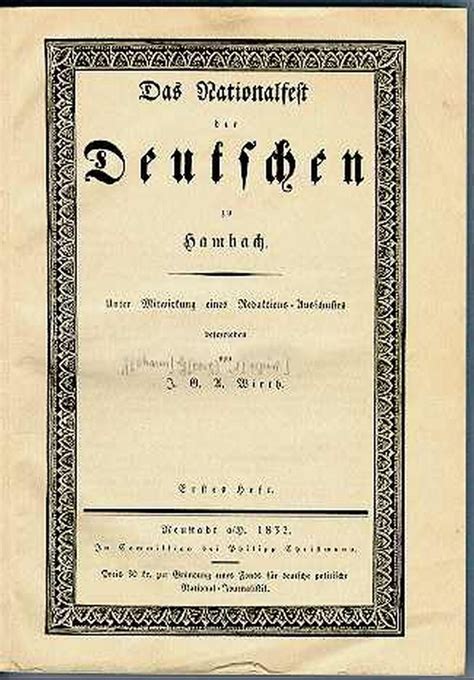 Das Nationalfest
der
Deutschen
zu
Hambach.
Unter Mitwirkung eines Redaktions-Ausschusses
beschrieben
von
J. G. A. Wirth.
Erstes Heft.
Neustadt a/H. 1832.
In Commission bei Philipp Christmann.
Preis 30 kr. zur Gründung eines Fonds für deutsche politische
National-Journalistik.